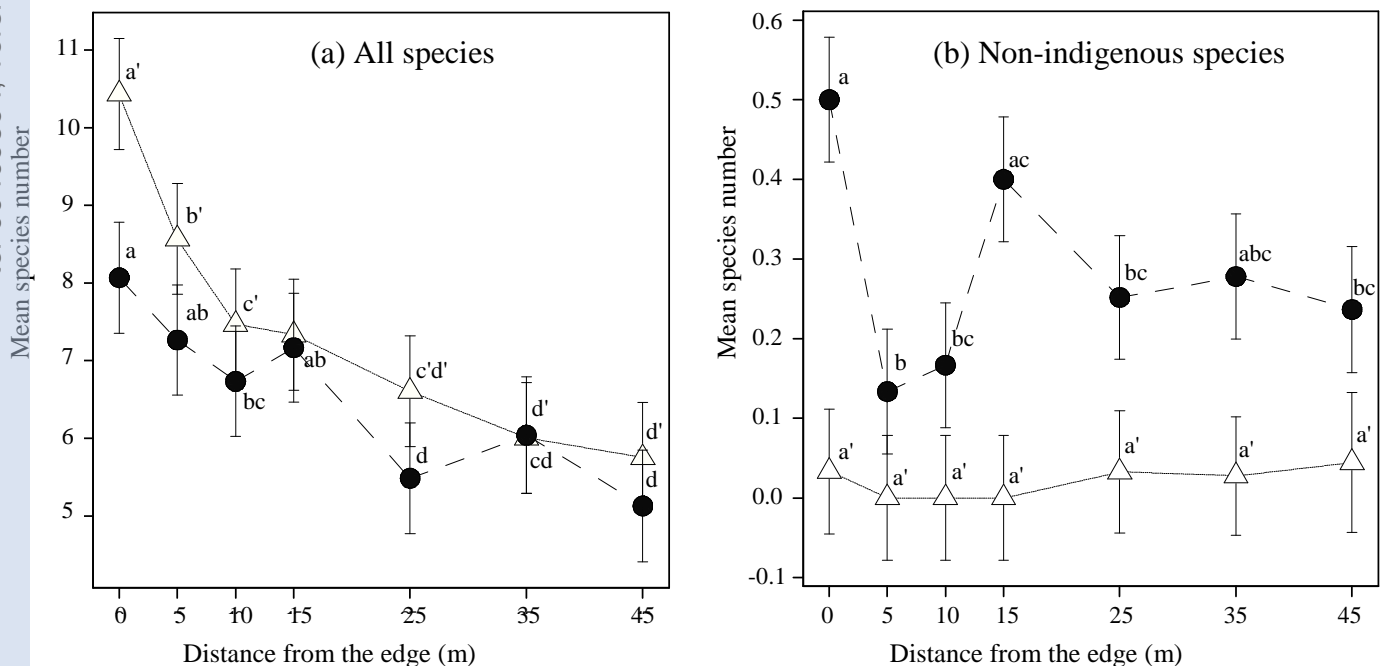 (a) All species
Mean species number
11
10
9
8
7
6
5
a'
b'
c'
c'd'
d'
d'
a
ab
bc
ab
d
cd
d
0 5 10 15 25 35 45
Distance from the edge (m)
(b) Non-indigenous species
Mean species number
0.6
0.5
0.4
0.3
0.2
0.1
0.0
-0.1
a
b
bc
ac
bc
abc
bc
a'
a'
a'
a'
a'
a'
a'
0 5 10 15 25 35 45
Distance from the edge (m)